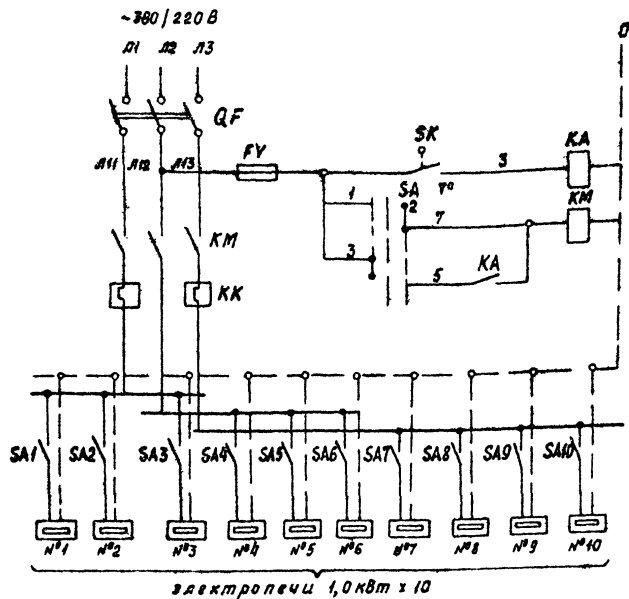 ~380/220 В
Л1 Л2 Л3
QF
SK
FV
3
KA
0
Л11 Л12 Л13
1
SA
T°
2
7
KM
KM
3
5
KA
KK
SA1 SA2 SA3 SA4 SA5 SA6 SA7 SA8 SA9 SA10
№1 №2 №3 №4 №5 №6 №7 №8 №9 №10
электропечи 1,0 кВт х 10